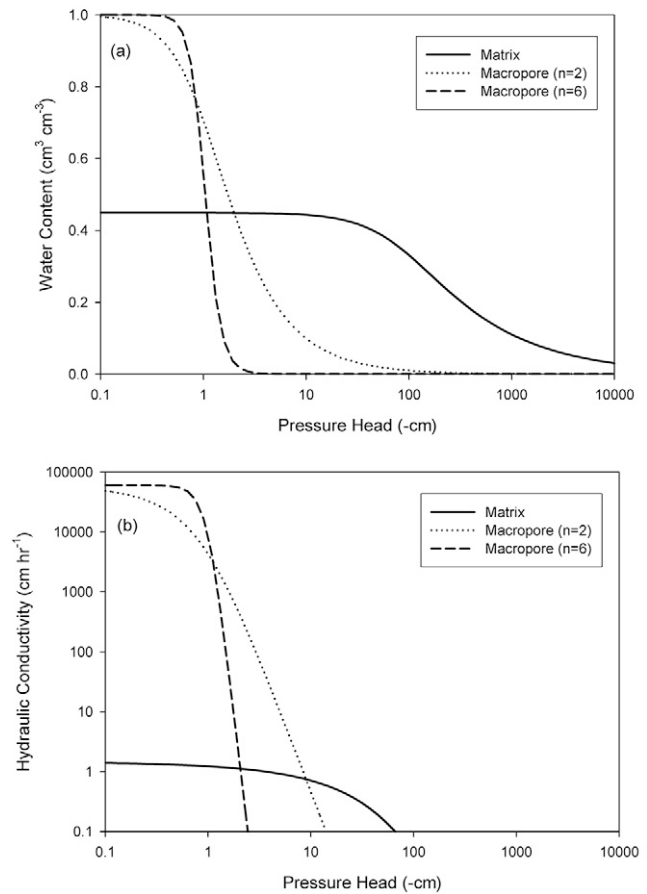 (a)
Matrix
Macropore (n=2)
Macropore (n=6)
Water Content (cm³ cm⁻³)
1.0
0.8
0.6
0.4
0.2
0.0
0.1 1 10 100 1000 10000
Pressure Head (-cm)
(b)
Matrix
Macropore (n=2)
Macropore (n=6)
Hydraulic Conductivity (cm hr⁻¹)
100000
10000
1000
100
10
1
0.1
0.1 1 10 100 1000 10000
Pressure Head (-cm)